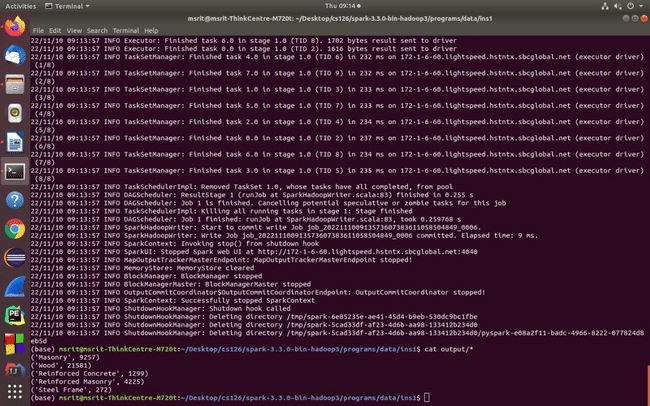 Activities Terminal Thu 09:14
msrit@msrit-ThinkCentre-M720t: ~/Desktop/cs126/spark-3.3.0-bin-hadoop3/programs/data/ins1
File Edit View Search Terminal Help
22/11/10 09:13:57 INFO Executor: Finished task 6.0 in stage 1.0 (TID 8). 1702 bytes result sent to driver
22/11/10 09:13:57 INFO Executor: Finished task 0.0 in stage 1.0 (TID 2). 1616 bytes result sent to driver
22/11/10 09:13:57 INFO TaskSetManager: Finished task 4.0 in stage 1.0 (TID 6) in 232 ms on 172-1-6-60.lightspeed.hstntx.sbcglobal.net (executor driver)
(1/8)
22/11/10 09:13:57 INFO TaskSetManager: Finished task 7.0 in stage 1.0 (TID 9) in 232 ms on 172-1-6-60.lightspeed.hstntx.sbcglobal.net (executor driver)
(2/8)
22/11/10 09:13:57 INFO TaskSetManager: Finished task 1.0 in stage 1.0 (TID 3) in 233 ms on 172-1-6-60.lightspeed.hstntx.sbcglobal.net (executor driver)
(3/8)
22/11/10 09:13:57 INFO TaskSetManager: Finished task 5.0 in stage 1.0 (TID 7) in 233 ms on 172-1-6-60.lightspeed.hstntx.sbcglobal.net (executor driver)
(4/8)
22/11/10 09:13:57 INFO TaskSetManager: Finished task 2.0 in stage 1.0 (TID 4) in 234 ms on 172-1-6-60.lightspeed.hstntx.sbcglobal.net (executor driver)
(5/8)
22/11/10 09:13:57 INFO TaskSetManager: Finished task 0.0 in stage 1.0 (TID 2) in 237 ms on 172-1-6-60.lightspeed.hstntx.sbcglobal.net (executor driver)
(6/8)
22/11/10 09:13:57 INFO TaskSetManager: Finished task 6.0 in stage 1.0 (TID 8) in 234 ms on 172-1-6-60.lightspeed.hstntx.sbcglobal.net (executor driver)
(7/8)
22/11/10 09:13:57 INFO TaskSetManager: Finished task 3.0 in stage 1.0 (TID 5) in 235 ms on 172-1-6-60.lightspeed.hstntx.sbcglobal.net (executor driver)
(8/8)
22/11/10 09:13:57 INFO TaskSchedulerImpl: Removed TaskSet 1.0, whose tasks have all completed, from pool
22/11/10 09:13:57 INFO DAGScheduler: ResultStage 1 (runJob at SparkHadoopWriter.scala:83) finished in 0.255 s
22/11/10 09:13:57 INFO DAGScheduler: Job 1 is finished. Cancelling potential speculative or zombie tasks for this job
22/11/10 09:13:57 INFO TaskSchedulerImpl: Killing all running tasks in stage 1: Stage finished
22/11/10 09:13:57 INFO DAGScheduler: Job 1 finished: runJob at SparkHadoopWriter.scala:83, took 0.259768 s
22/11/10 09:13:57 INFO SparkHadoopWriter: Start to commit write Job job_202211100913573607383611058504849_0006.
22/11/10 09:13:57 INFO SparkHadoopWriter: Write Job job_202211100913573607383611058504849_0006 committed. Elapsed time: 9 ms.
22/11/10 09:13:57 INFO SparkContext: Invoking stop() from shutdown hook
22/11/10 09:13:57 INFO SparkUI: Stopped Spark web UI at http://172-1-6-60.lightspeed.hstntx.sbcglobal.net:4040
22/11/10 09:13:57 INFO MapOutputTrackerMasterEndpoint: MapOutputTrackerMasterEndpoint stopped!
22/11/10 09:13:57 INFO MemoryStore: MemoryStore cleared
22/11/10 09:13:57 INFO BlockManager: BlockManager stopped
22/11/10 09:13:57 INFO BlockManagerMaster: BlockManagerMaster stopped
22/11/10 09:13:57 INFO OutputCommitCoordinator$OutputCommitCoordinatorEndpoint: OutputCommitCoordinator stopped!
22/11/10 09:13:57 INFO SparkContext: Successfully stopped SparkContext
22/11/10 09:13:57 INFO ShutdownHookManager: Shutdown hook called
22/11/10 09:13:57 INFO ShutdownHookManager: Deleting directory /tmp/spark-6e85235e-ae41-45d4-b9eb-530dc9bc1fbe
22/11/10 09:13:57 INFO ShutdownHookManager: Deleting directory /tmp/spark-5cad33df-af23-4d6b-aa98-133412b234d0
22/11/10 09:13:57 INFO ShutdownHookManager: Deleting directory /tmp/spark-5cad33df-af23-4d6b-aa98-133412b234d0/pyspark-e08a2f11-badc-4966-8222-077824d8
eb5d
(base) msrit@msrit-ThinkCentre-M720t:~/Desktop/cs126/spark-3.3.0-bin-hadoop3/programs/data/ins1$ cat output/*
('Masonry', 9257)
('Wood', 21581)
('Reinforced Concrete', 1299)
('Reinforced Masonry', 4225)
('Steel Frame', 272)
(base) msrit@msrit-ThinkCentre-M720t:~/Desktop/cs126/spark-3.3.0-bin-hadoop3/programs/data/ins1$